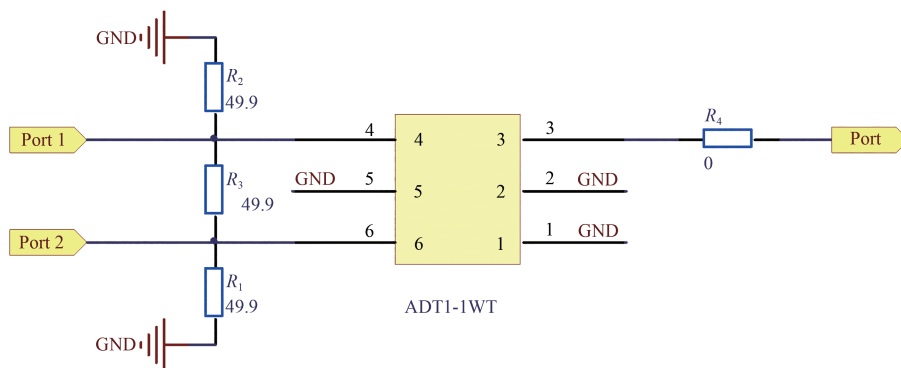 GND
R2
49.9
Port 1
4
4
3
3
R4
Port
0
R3
49.9
GND
5
5
2
2
GND
Port 2
6
6
1
1
GND
R1
49.9
ADT1-1WT
GND